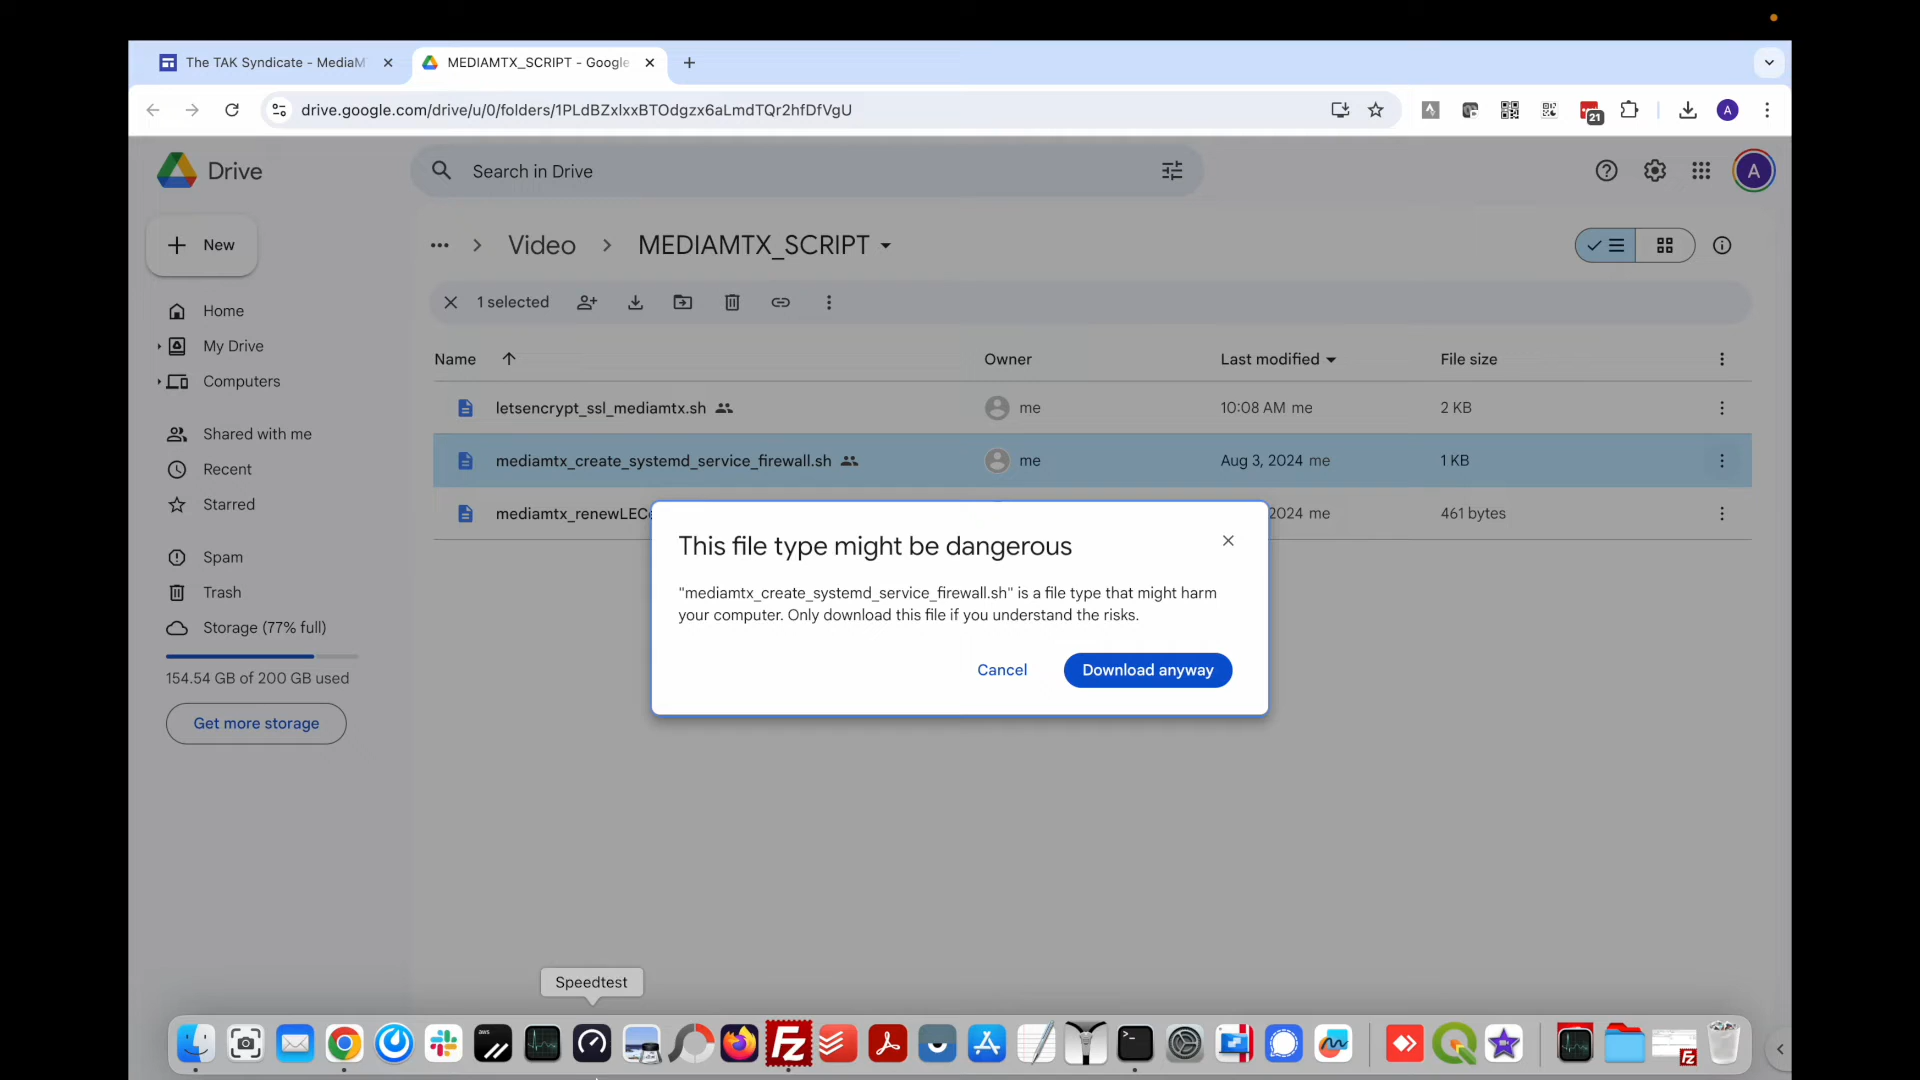 The TAK Syndicate - MediaM
MEDIAMTX_SCRIPT - Google
drive.google.com/drive/u/0/folders/1PLdBZxlxxBTOdgzx6aLmdTQr2hfDfVgU
21
A
Drive
Search in Drive
A
New
Video
MEDIAMTX_SCRIPT
Home
1 selected
My Drive
Name
Owner
Last modified
File size
Computers
letsencrypt_ssl_mediamtx.sh
me
10:08 AM me
2 KB
Shared with me
mediamtx_create_systemd_service_firewall.sh
me
Aug 3, 2024 me
1 KB
Recent
Starred
mediamtx_renewLEC
2024 me
461 bytes
Spam
This file type might be dangerous
Trash
"mediamtx_create_systemd_service_firewall.sh" is a file type that might harm
your computer. Only download this file if you understand the risks.
Storage (77% full)
154.54 GB of 200 GB used
Cancel
Download anyway
Get more storage
Speedtest
aws
Fz
Fz